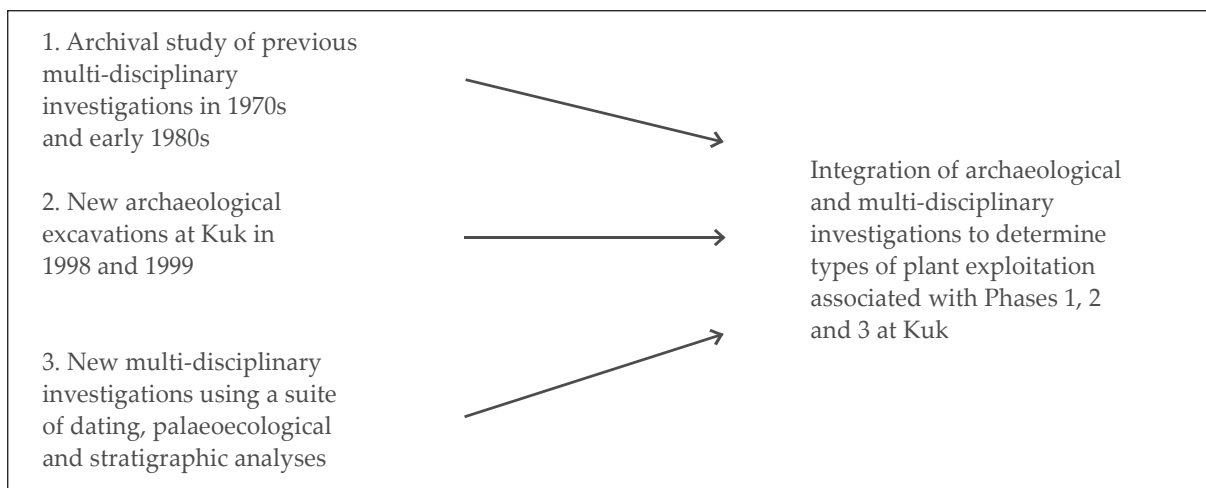 1. Archival study of previous
multi-disciplinary
investigations in 1970s
and early 1980s
2. New archaeological
excavations at Kuk in
1998 and 1999
3. New multi-disciplinary
investigations using a suite
of dating, palaeoecological
and stratigraphic analyses
Integration of archaeological
and multi-disciplinary
investigations to determine
types of plant exploitation
associated with Phases 1, 2
and 3 at Kuk